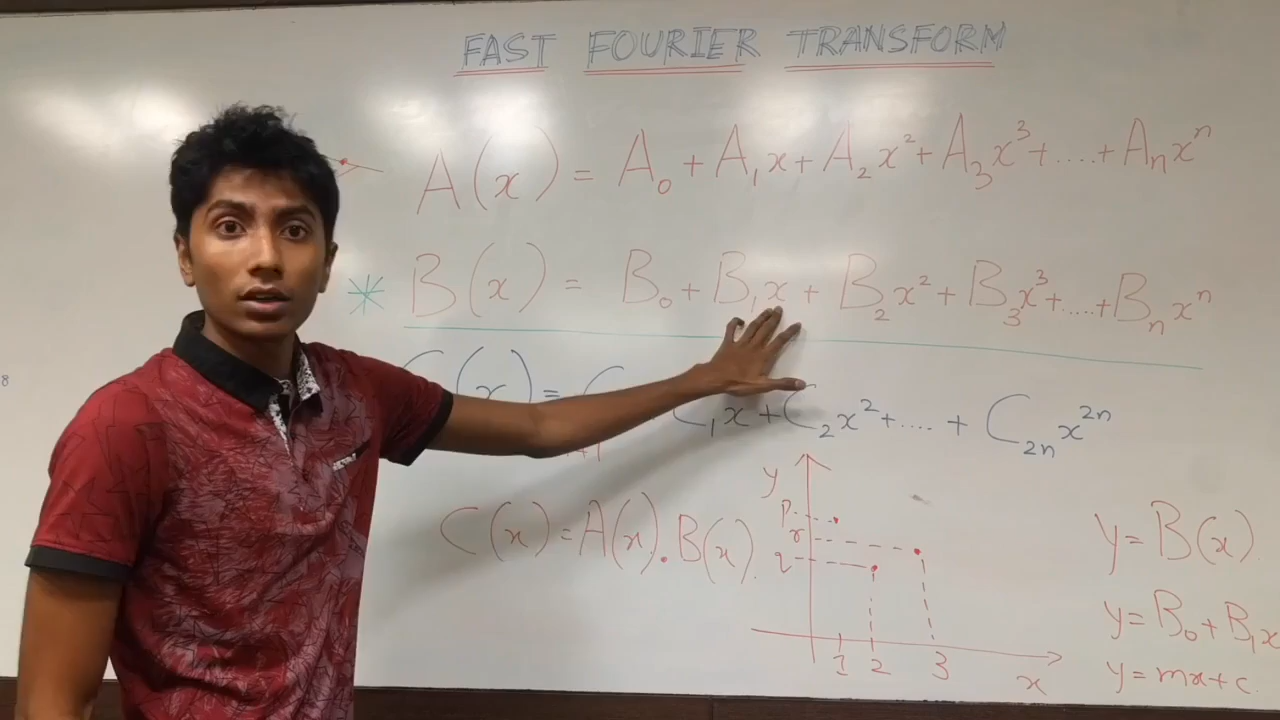 FAST FOURIER TRANSFORM
A(x) = A₀ + A₁x + A₂x² + A₃x³ + .... + Aₙxⁿ
* B(x) = B₀ + B₁x + B₂x² + B₃x³ + .... + Bₙxⁿ
C(x) = C C₁x + C₂x² + .... + C₂ₙx²ⁿ
C(x) = A(x) . B(x).
y
p
r
q
1 2 3
x
y = B(x).
y = B₀ + B₁x
y = mx + c.
8